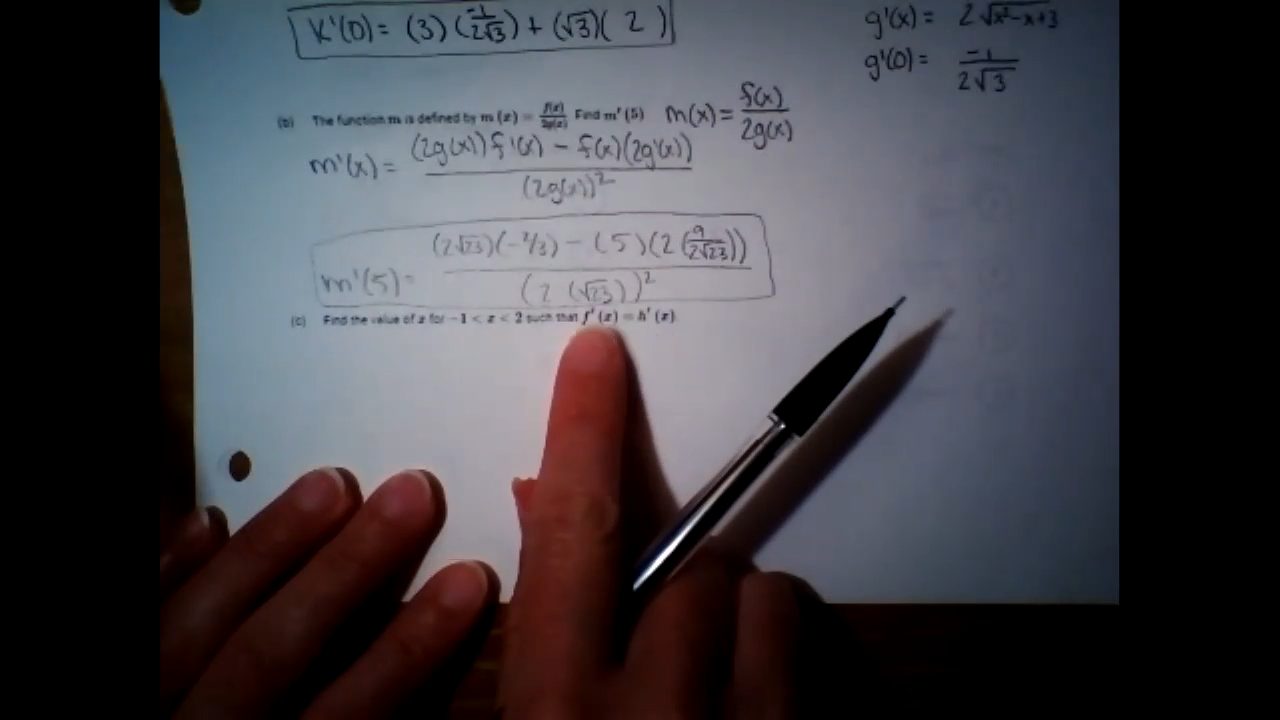 K'(0) = (3)(-1/2√3) + (√3)( 2 )
g'(x) = 2√x²-x+3
g'(0) = -1/2√3
(b) The function m is defined by m (x) = f(x)/2g(x) Find m' (5)
m(x) = f(x)/2g(x)
m'(x) = (2g(x))f'(x) - f(x)(2g'(x))/(2g(x))²
m'(5) = (2√23)(-2/3) - (5)(2(9/2√23))/(2 (√23))²
(c) Find the value of x for -1 < x < 2 such that f' (x) = h' (x)